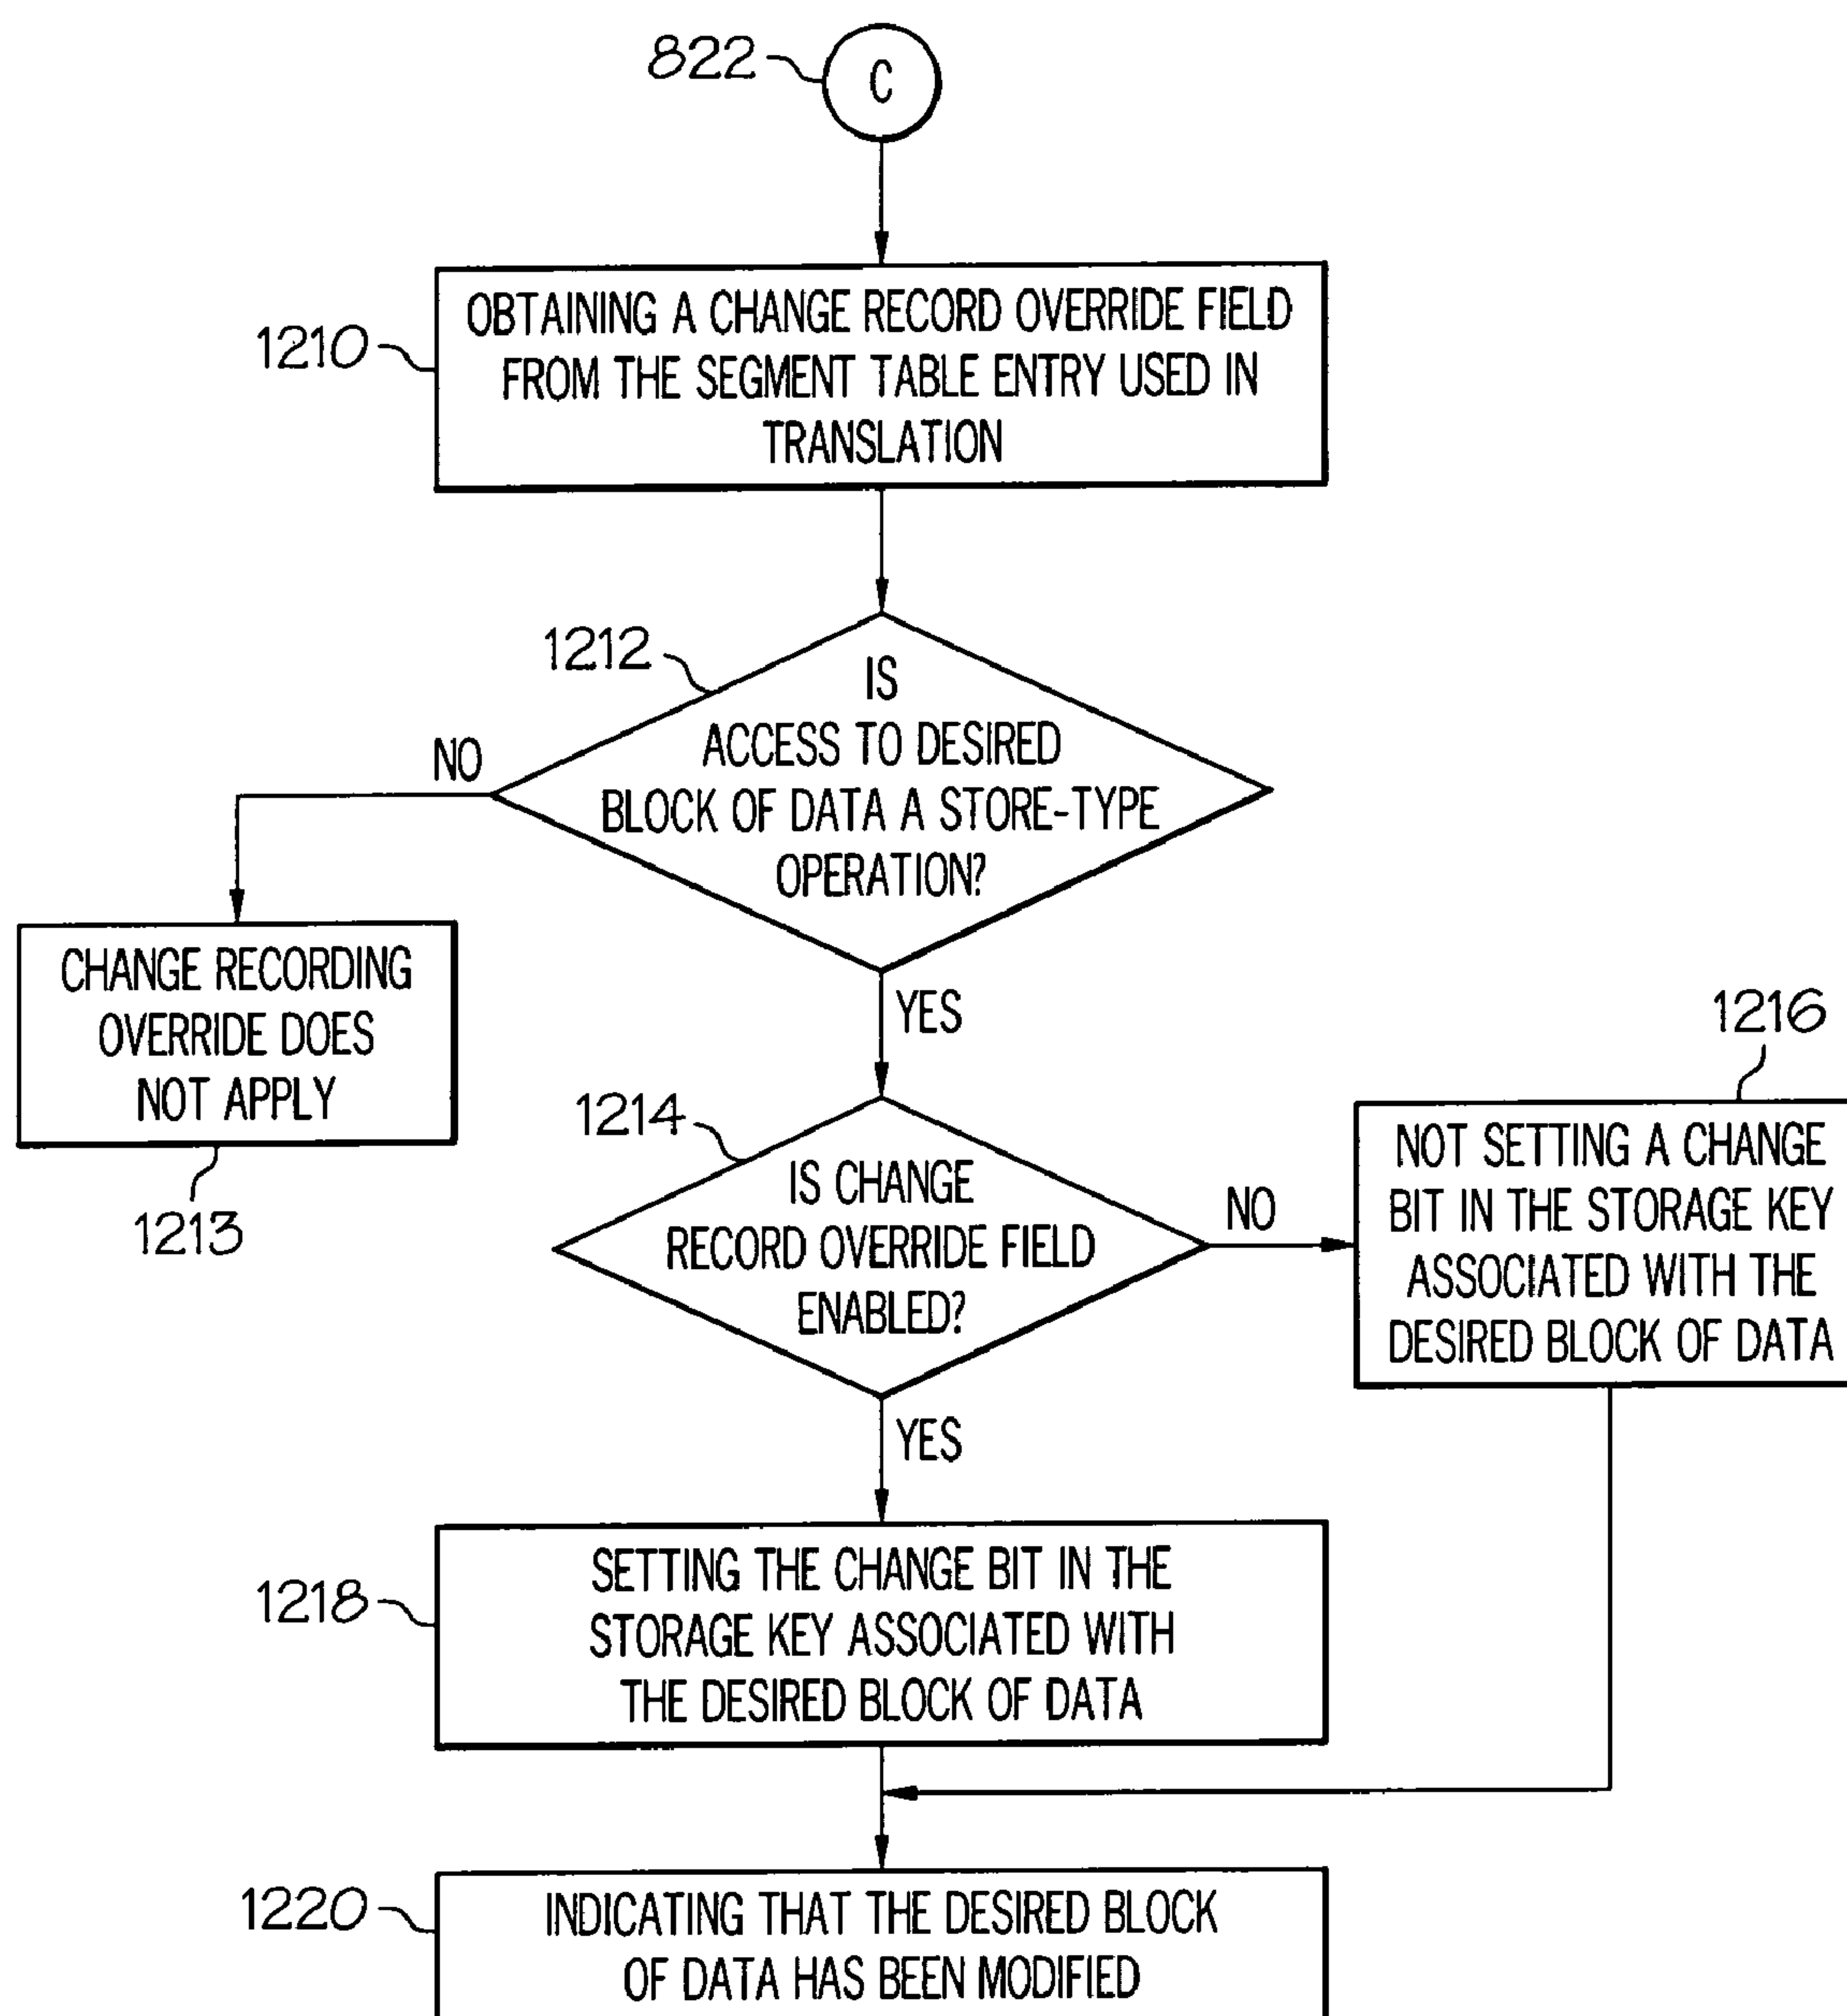 822
C
1210
OBTAINING A CHANGE RECORD OVERRIDE FIELD
FROM THE SEGMENT TABLE ENTRY USED IN
TRANSLATION
1212
IS
ACCESS TO DESIRED
BLOCK OF DATA A STORE-TYPE
OPERATION?
NO
CHANGE RECORDING
OVERRIDE DOES
NOT APPLY
1213
YES
1214
IS CHANGE
RECORD OVERRIDE FIELD
ENABLED?
NO
1216
NOT SETTING A CHANGE
BIT IN THE STORAGE KEY
ASSOCIATED WITH THE
DESIRED BLOCK OF DATA
YES
1218
SETTING THE CHANGE BIT IN THE
STORAGE KEY ASSOCIATED WITH
THE DESIRED BLOCK OF DATA
1220
INDICATING THAT THE DESIRED BLOCK
OF DATA HAS BEEN MODIFIED